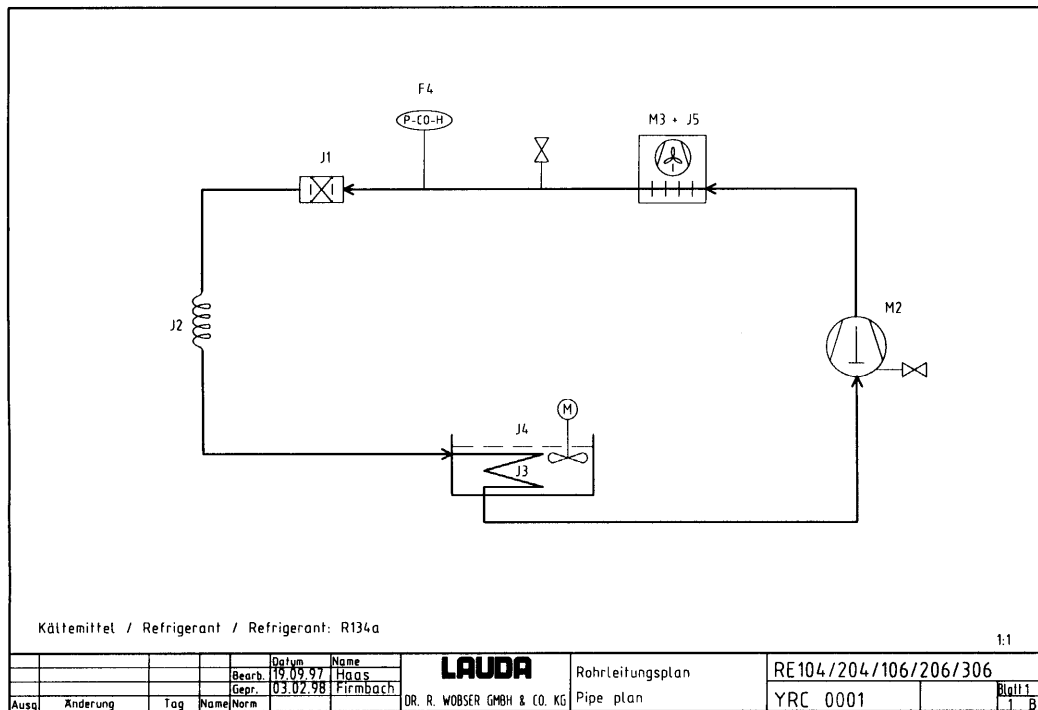 F4
P-CO-H
M3 + J5
J1
J2
M2
M
J4
J3
Kältemittel / Refrigerant / Refrigerant: R134a
1:1
Datum Name
Bearb. 19.09.97 Haas
Gepr. 03.02.98 Firmbach
Ausg Änderung Tag Name Norm
LAUDA
DR. R. WOBSER GMBH & CO. KG
Rohrleitungsplan
Pipe plan
RE104/204/106/206/306
YRC 0001
Blatt 1
1 B